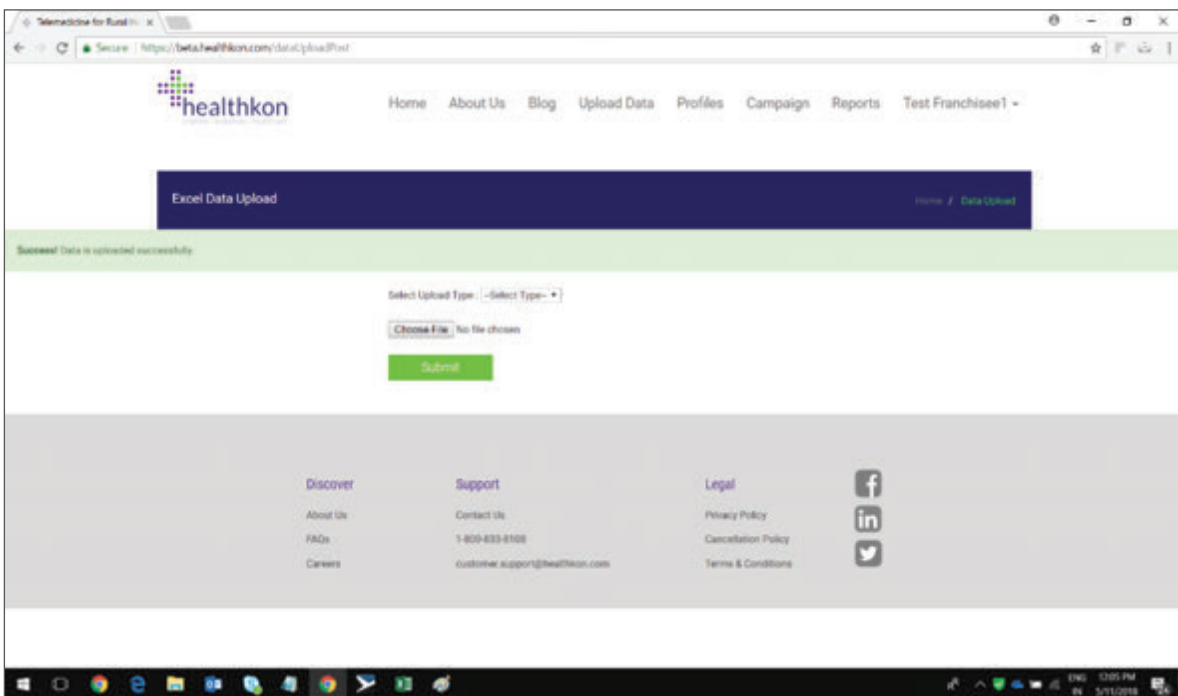 Telemedicine for Rural
Secure https://beta.healthkon.com/dataUploadPost
healthkon
Home About Us Blog Upload Data Profiles Campaign Reports Test Franchisee1
Excel Data Upload
Home / Data Upload
Success! Data is uploaded successfully.
Select Upload Type : --Select Type--
Choose File No file chosen
Submit
Discover Support Legal
About Us Contact Us Privacy Policy
FAQs 1-800-833-8108 Cancellation Policy
Careers customer.support@healthkon.com Terms & Conditions
ENG 12:05 PM
IN 5/11/2018